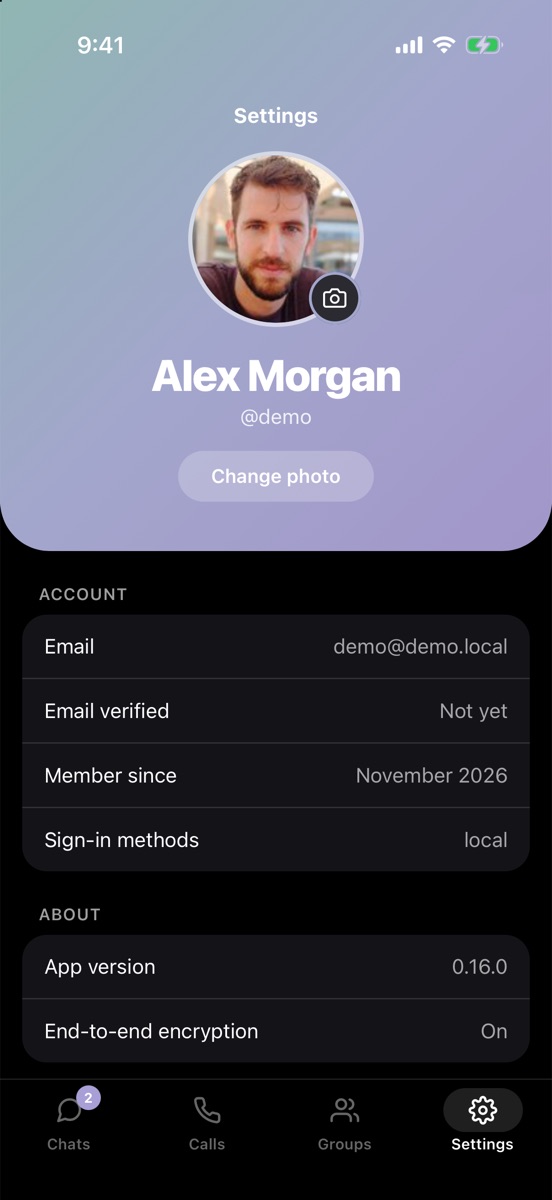 9:41
Settings
Alex Morgan
@demo
Change photo
ACCOUNT
Email demo@demo.local
Email verified Not yet
Member since November 2026
Sign-in methods local
ABOUT
App version 0.16.0
End-to-end encryption On
2
Chats Calls Groups Settings